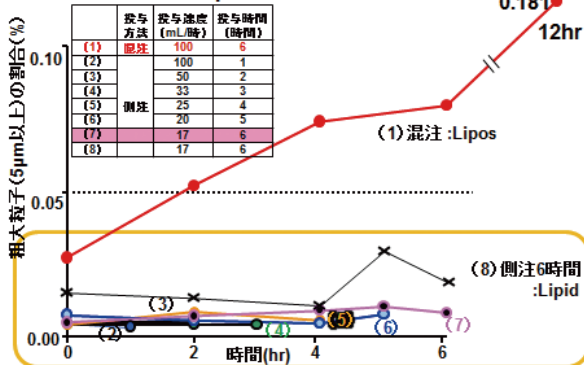 0.181
12hr
粗大粒子(5μm以上)の割合(%)
0.10
0.05
0.00
投与方法 投与速度(mL/時) 投与時間(時間)
(1) 混注 100 6
(2) 100 1
(3) 50 2
(4) 33 3
(5) 側注 25 4
(6) 20 5
(7) 17 6
(8) 17 6
(1)混注:Lipos
(8)側注6時間
:Lipid
(3)
(2)
(4)
(5)
(6)
(7)
0 2 4 6
時間(hr)